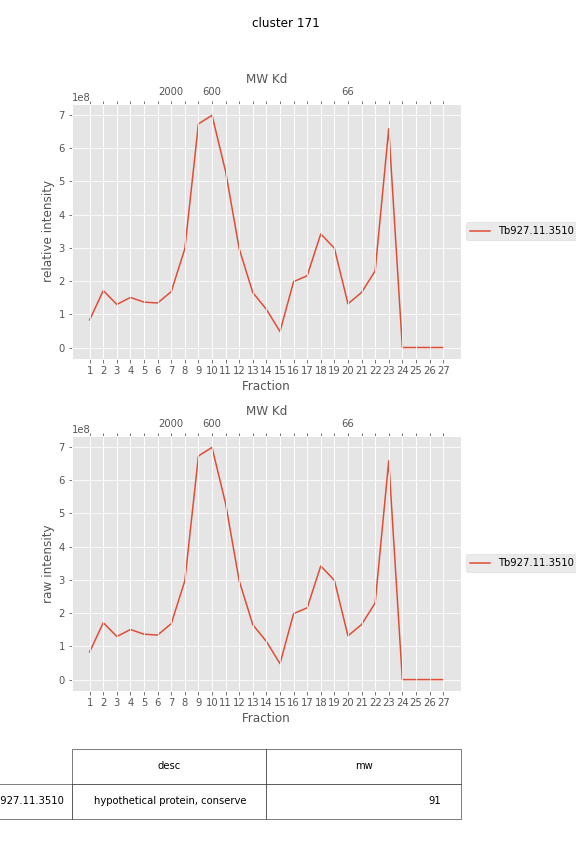 cluster 171
MW Kd
2000 600 66
1e8
7
6
5
4
3
2
1
0
relative intensity
Tb927.11.3510
1 2 3 4 5 6 7 8 9 10 11 12 13 14 15 16 17 18 19 20 21 22 23 24 25 26 27
Fraction
MW Kd
2000 600 66
1e8
7
6
5
4
3
2
1
0
raw intensity
Tb927.11.3510
1 2 3 4 5 6 7 8 9 10 11 12 13 14 15 16 17 18 19 20 21 22 23 24 25 26 27
Fraction
desc mw
927.11.3510 hypothetical protein, conserve 91